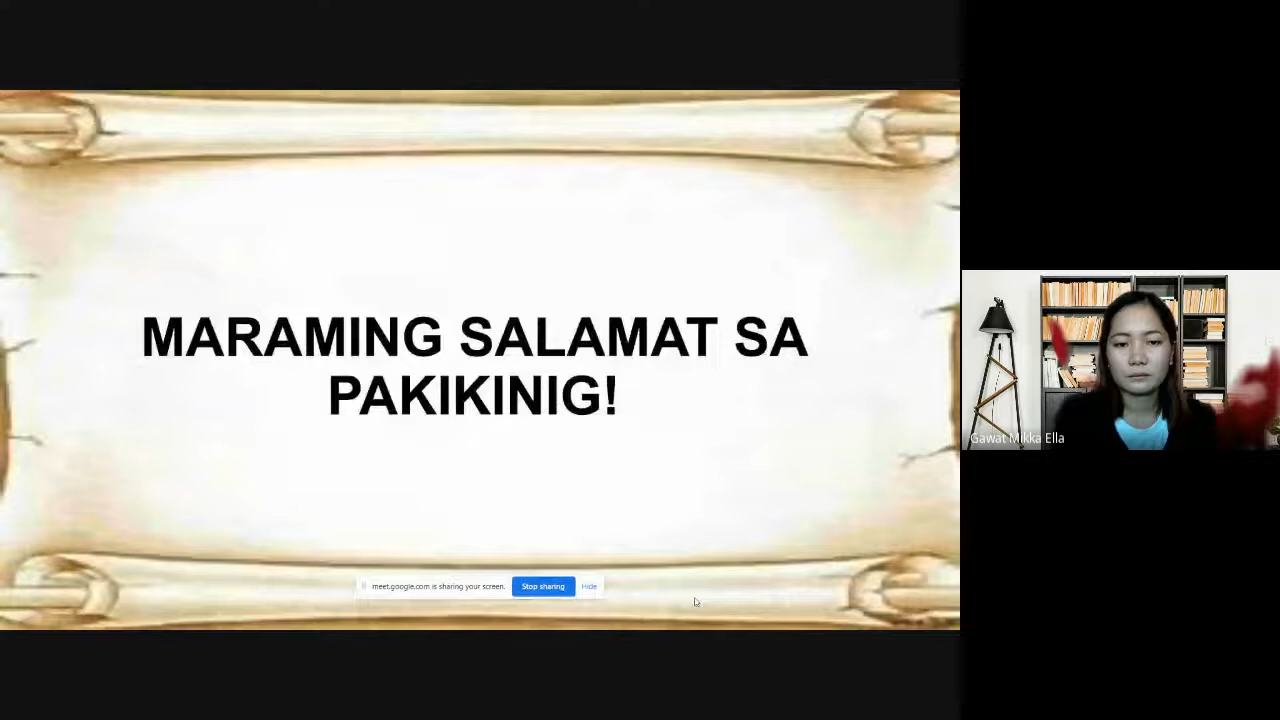 MARAMING SALAMAT SA
PAKIKINIG!
meet.google.com is sharing your screen.
Stop sharing
Hide
Gawat Mikka Ella